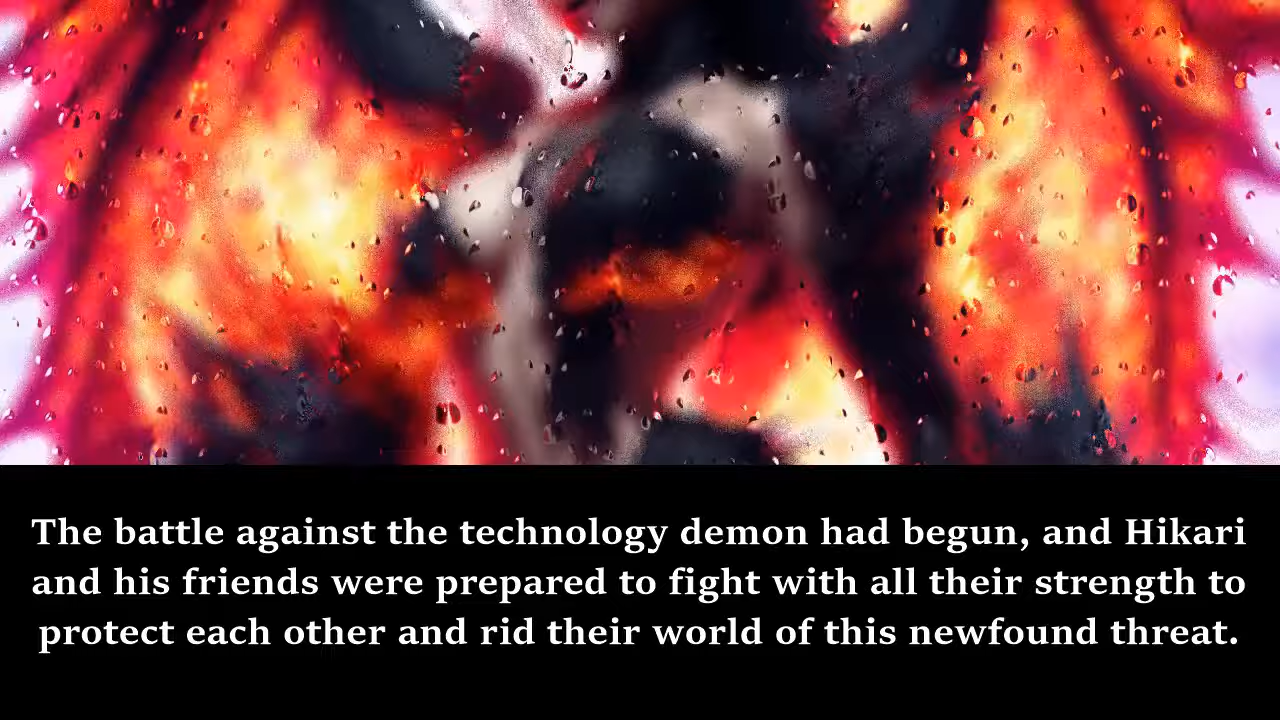 The battle against the technology demon had begun, and Hikari
and his friends were prepared to fight with all their strength to
protect each other and rid their world of this newfound threat.